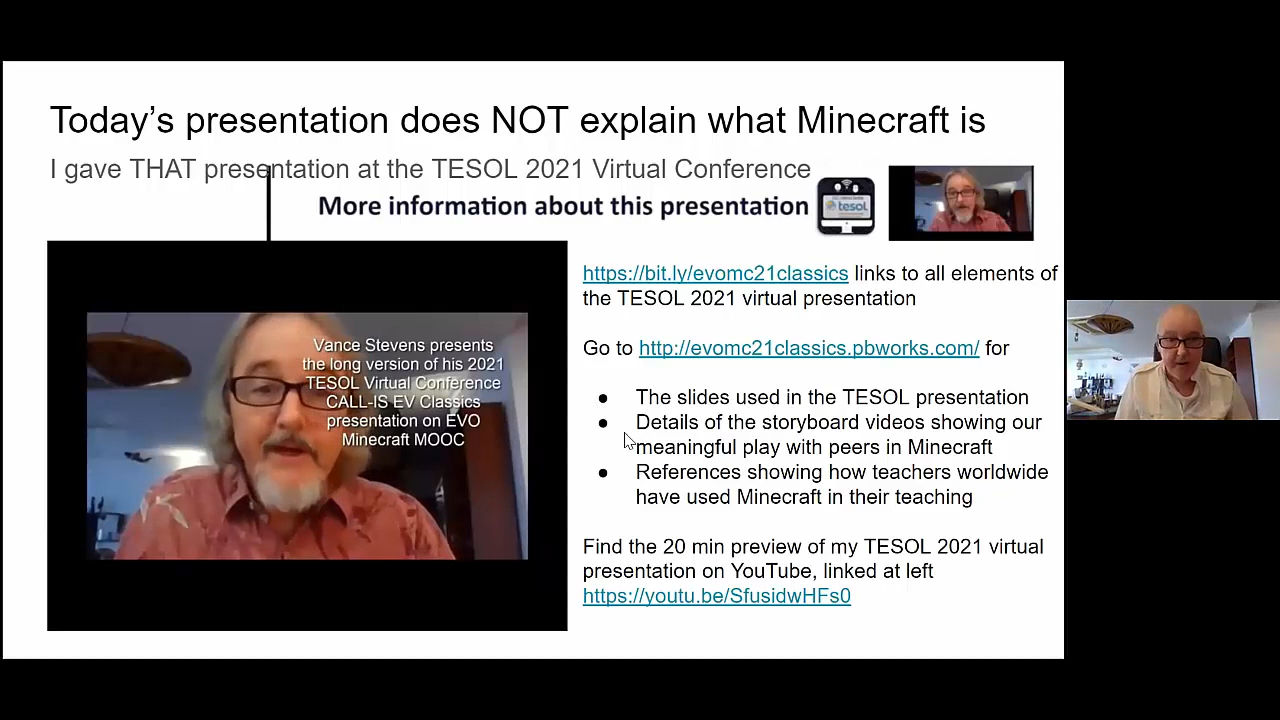 Today’s presentation does NOT explain what Minecraft is
I gave THAT presentation at the TESOL 2021 Virtual Conference
More information about this presentation
tesol
Vance Stevens presents
the long version of his 2021
TESOL Virtual Conference
CALL-IS EV Classics
presentation on EVO
Minecraft MOOC
https://bit.ly/evomc21classics links to all elements of
the TESOL 2021 virtual presentation
Go to http://evomc21classics.pbworks.com/ for
● The slides used in the TESOL presentation
● Details of the storyboard videos showing our
meaningful play with peers in Minecraft
● References showing how teachers worldwide
have used Minecraft in their teaching
Find the 20 min preview of my TESOL 2021 virtual
presentation on YouTube, linked at left
https://youtu.be/SfusidwHFs0